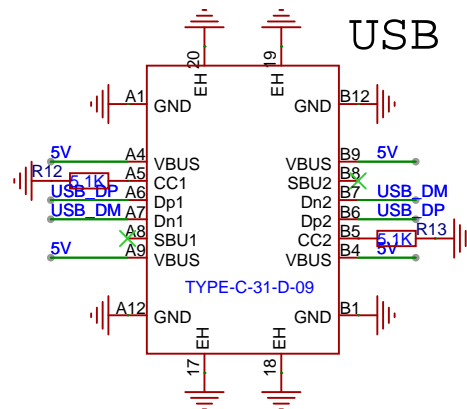 USB
20 19
EH EH
A1 GND GND B12
5V A4 VBUS VBUS B9 5V
R12 5.1K A5 CC1 SBU2 B8
USB_DP A6 Dp1 Dn2 B7 USB_DM
USB_DM A7 Dn1 Dp2 B6 USB_DP
A8 SBU1 CC2 B5 5.1K R13
5V A9 VBUS VBUS B4 5V
TYPE-C-31-D-09
A12 GND GND B1
EH EH
17 18